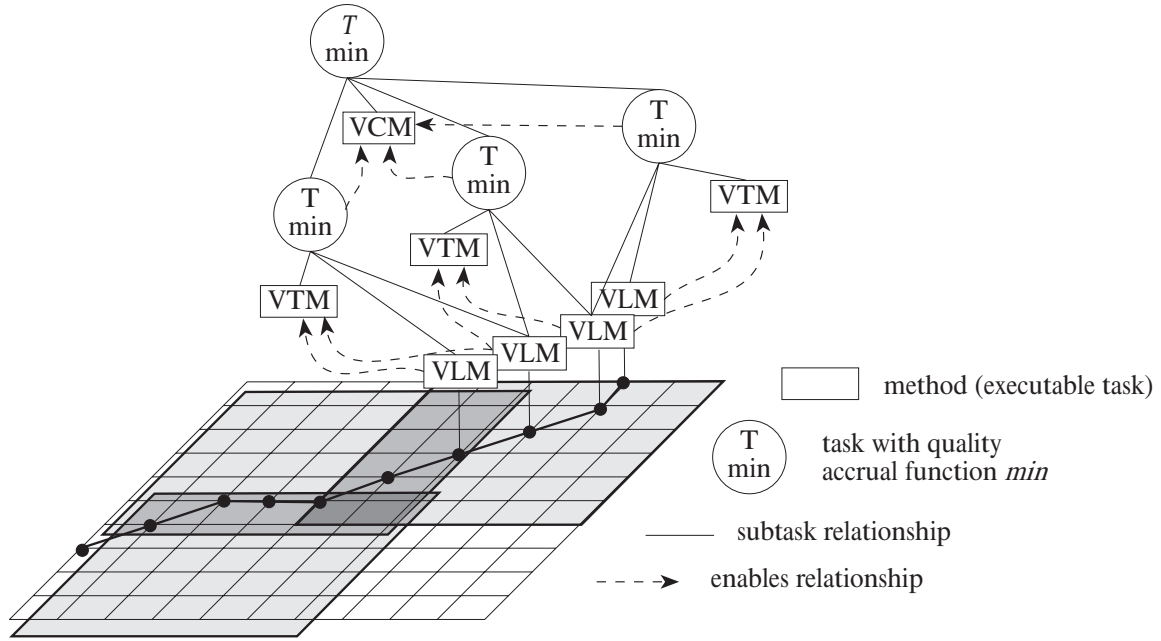 T
min
T
min
VCM
T
min
T
min
VTM
VTM
VTM
VLM
VLM
VLM
VLM
method (executable task)
T
min
task with quality
accrual function min
subtask relationship
enables relationship